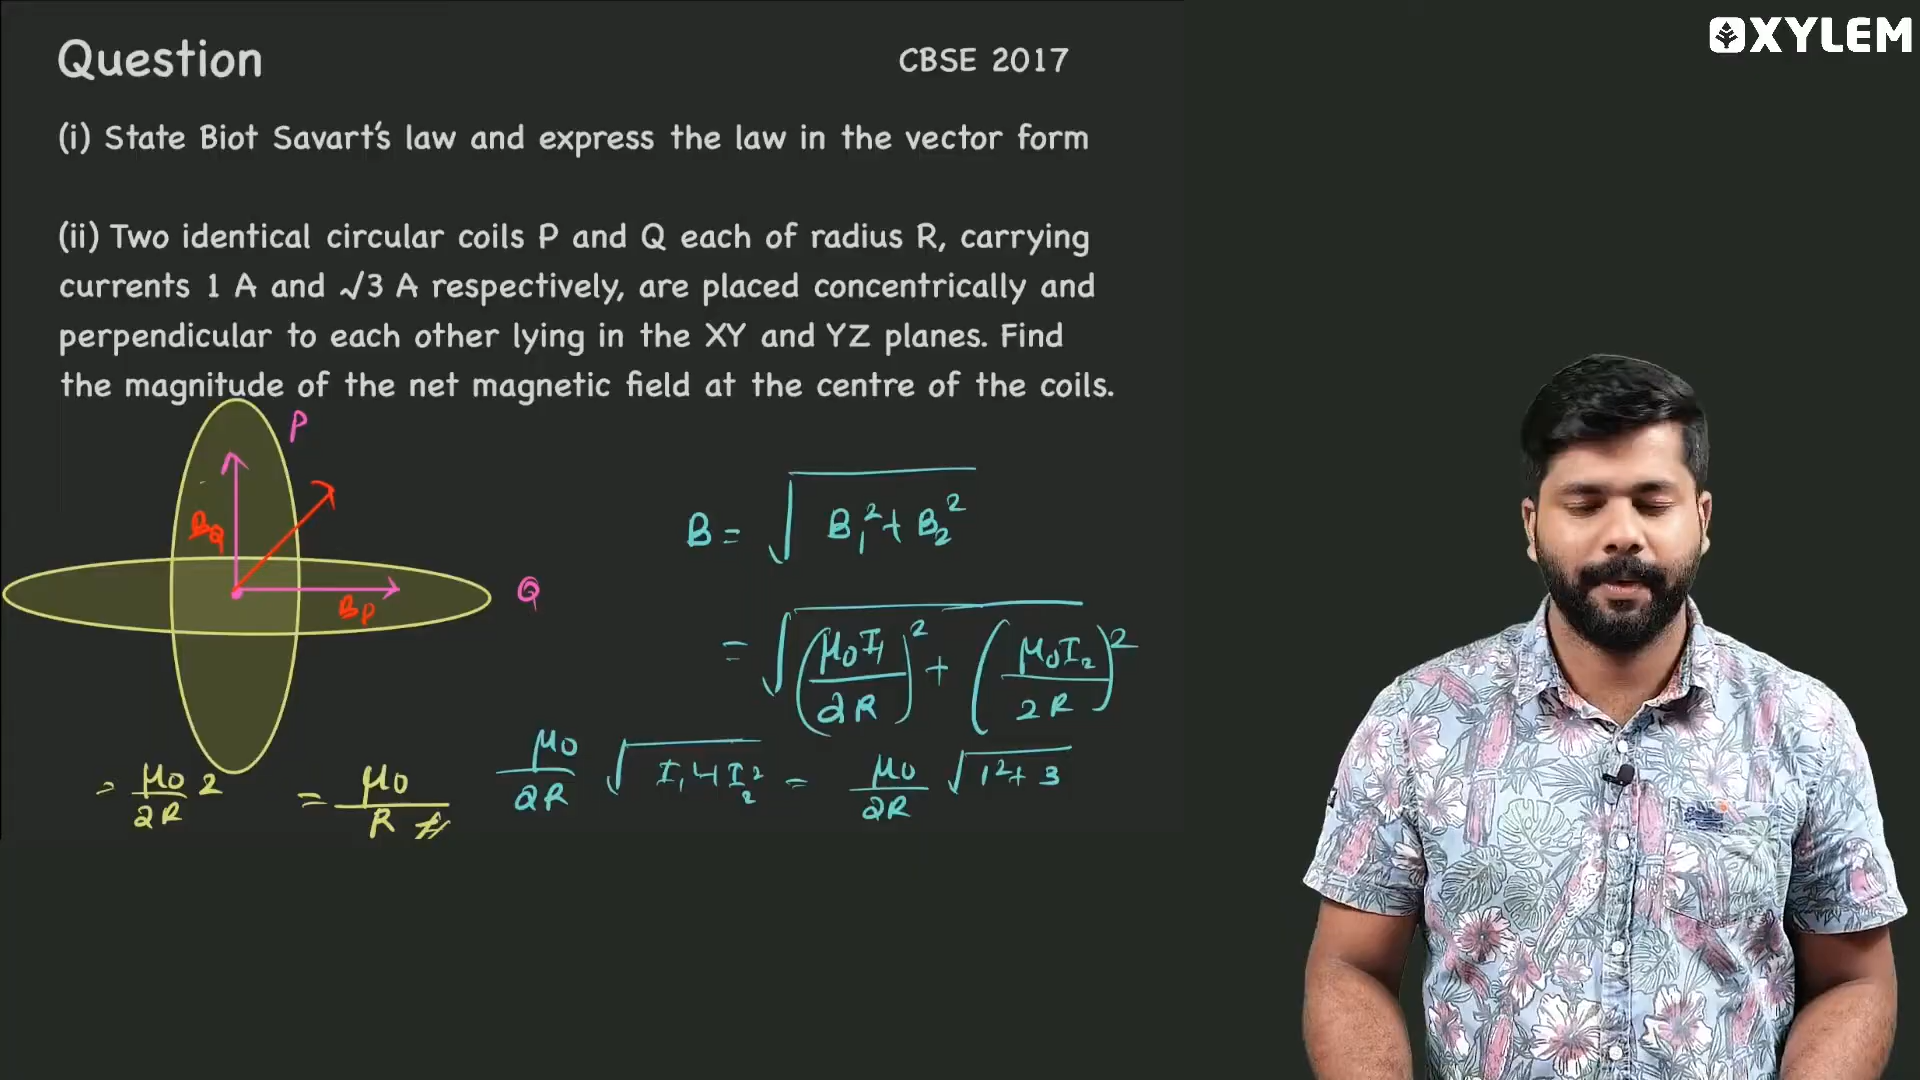 XYLEM
Question
CBSE 2017
(i) State Biot Savart's law and express the law in the vector form
(ii) Two identical circular coils P and Q each of radius R, carrying
currents 1 A and √3 A respectively, are placed concentrically and
perpendicular to each other lying in the XY and YZ planes. Find
the magnitude of the net magnetic field at the centre of the coils.
P
B_Q
B_P
Q
B = √(B₁² + B₂²)
= √((μ₀I₁/2R)² + (μ₀I₂/2R)²)
μ₀/2R √(I₁ + I₂²) = μ₀/2R √(1² + 3)
= μ₀/2R 2 = μ₀/R